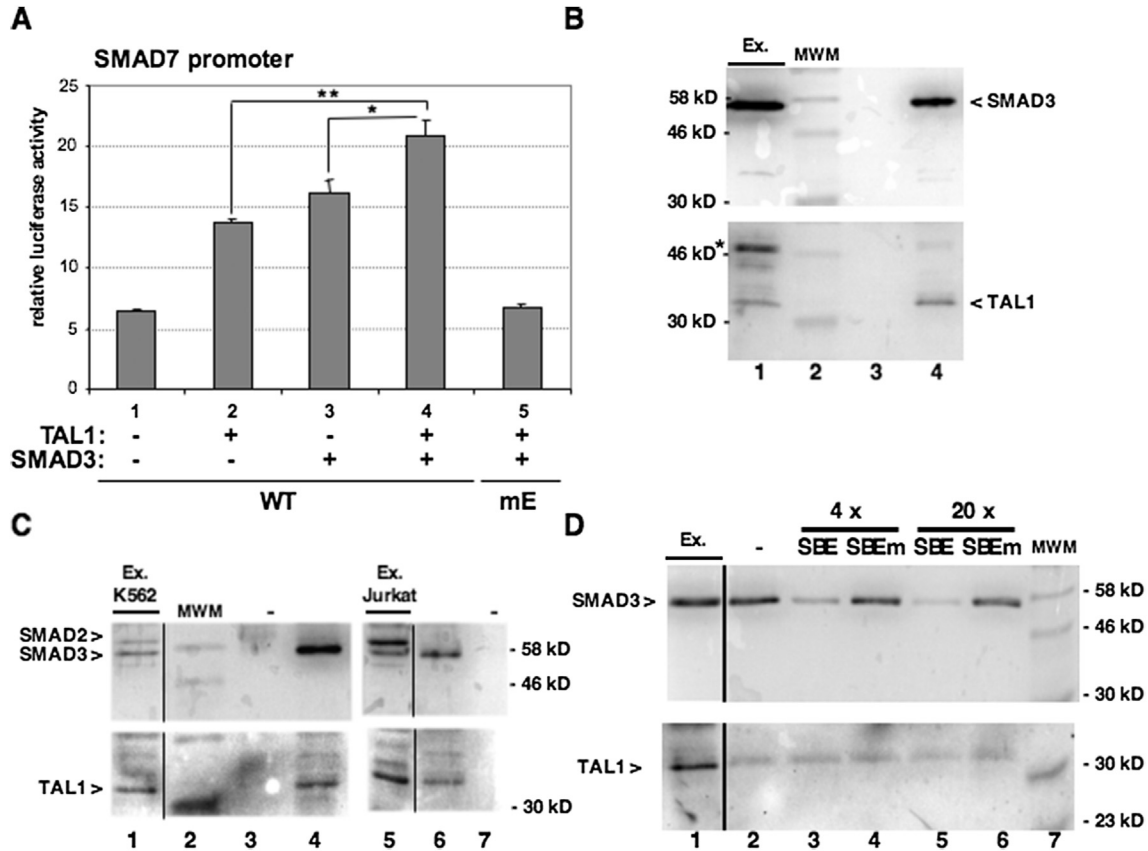 A
SMAD7 promoter
relative luciferase activity
25
20
15
10
5
0
**
*
1 2 3 4 5
TAL1: - + - + +
SMAD3: - - + + +
WT mE
B
Ex. MWM
58 kD
46 kD
30 kD
< SMAD3
46 kD*
30 kD
< TAL1
1 2 3 4
C
Ex. K562 MWM - Ex. Jurkat -
SMAD2 >
SMAD3 >
- 58 kD
- 46 kD
TAL1 >
- 30 kD
1 2 3 4 5 6 7
D
4 x 20 x
Ex. - SBE SBEm SBE SBEm MWM
SMAD3 >
- 58 kD
- 46 kD
- 30 kD
TAL1 >
- 30 kD
- 23 kD
1 2 3 4 5 6 7